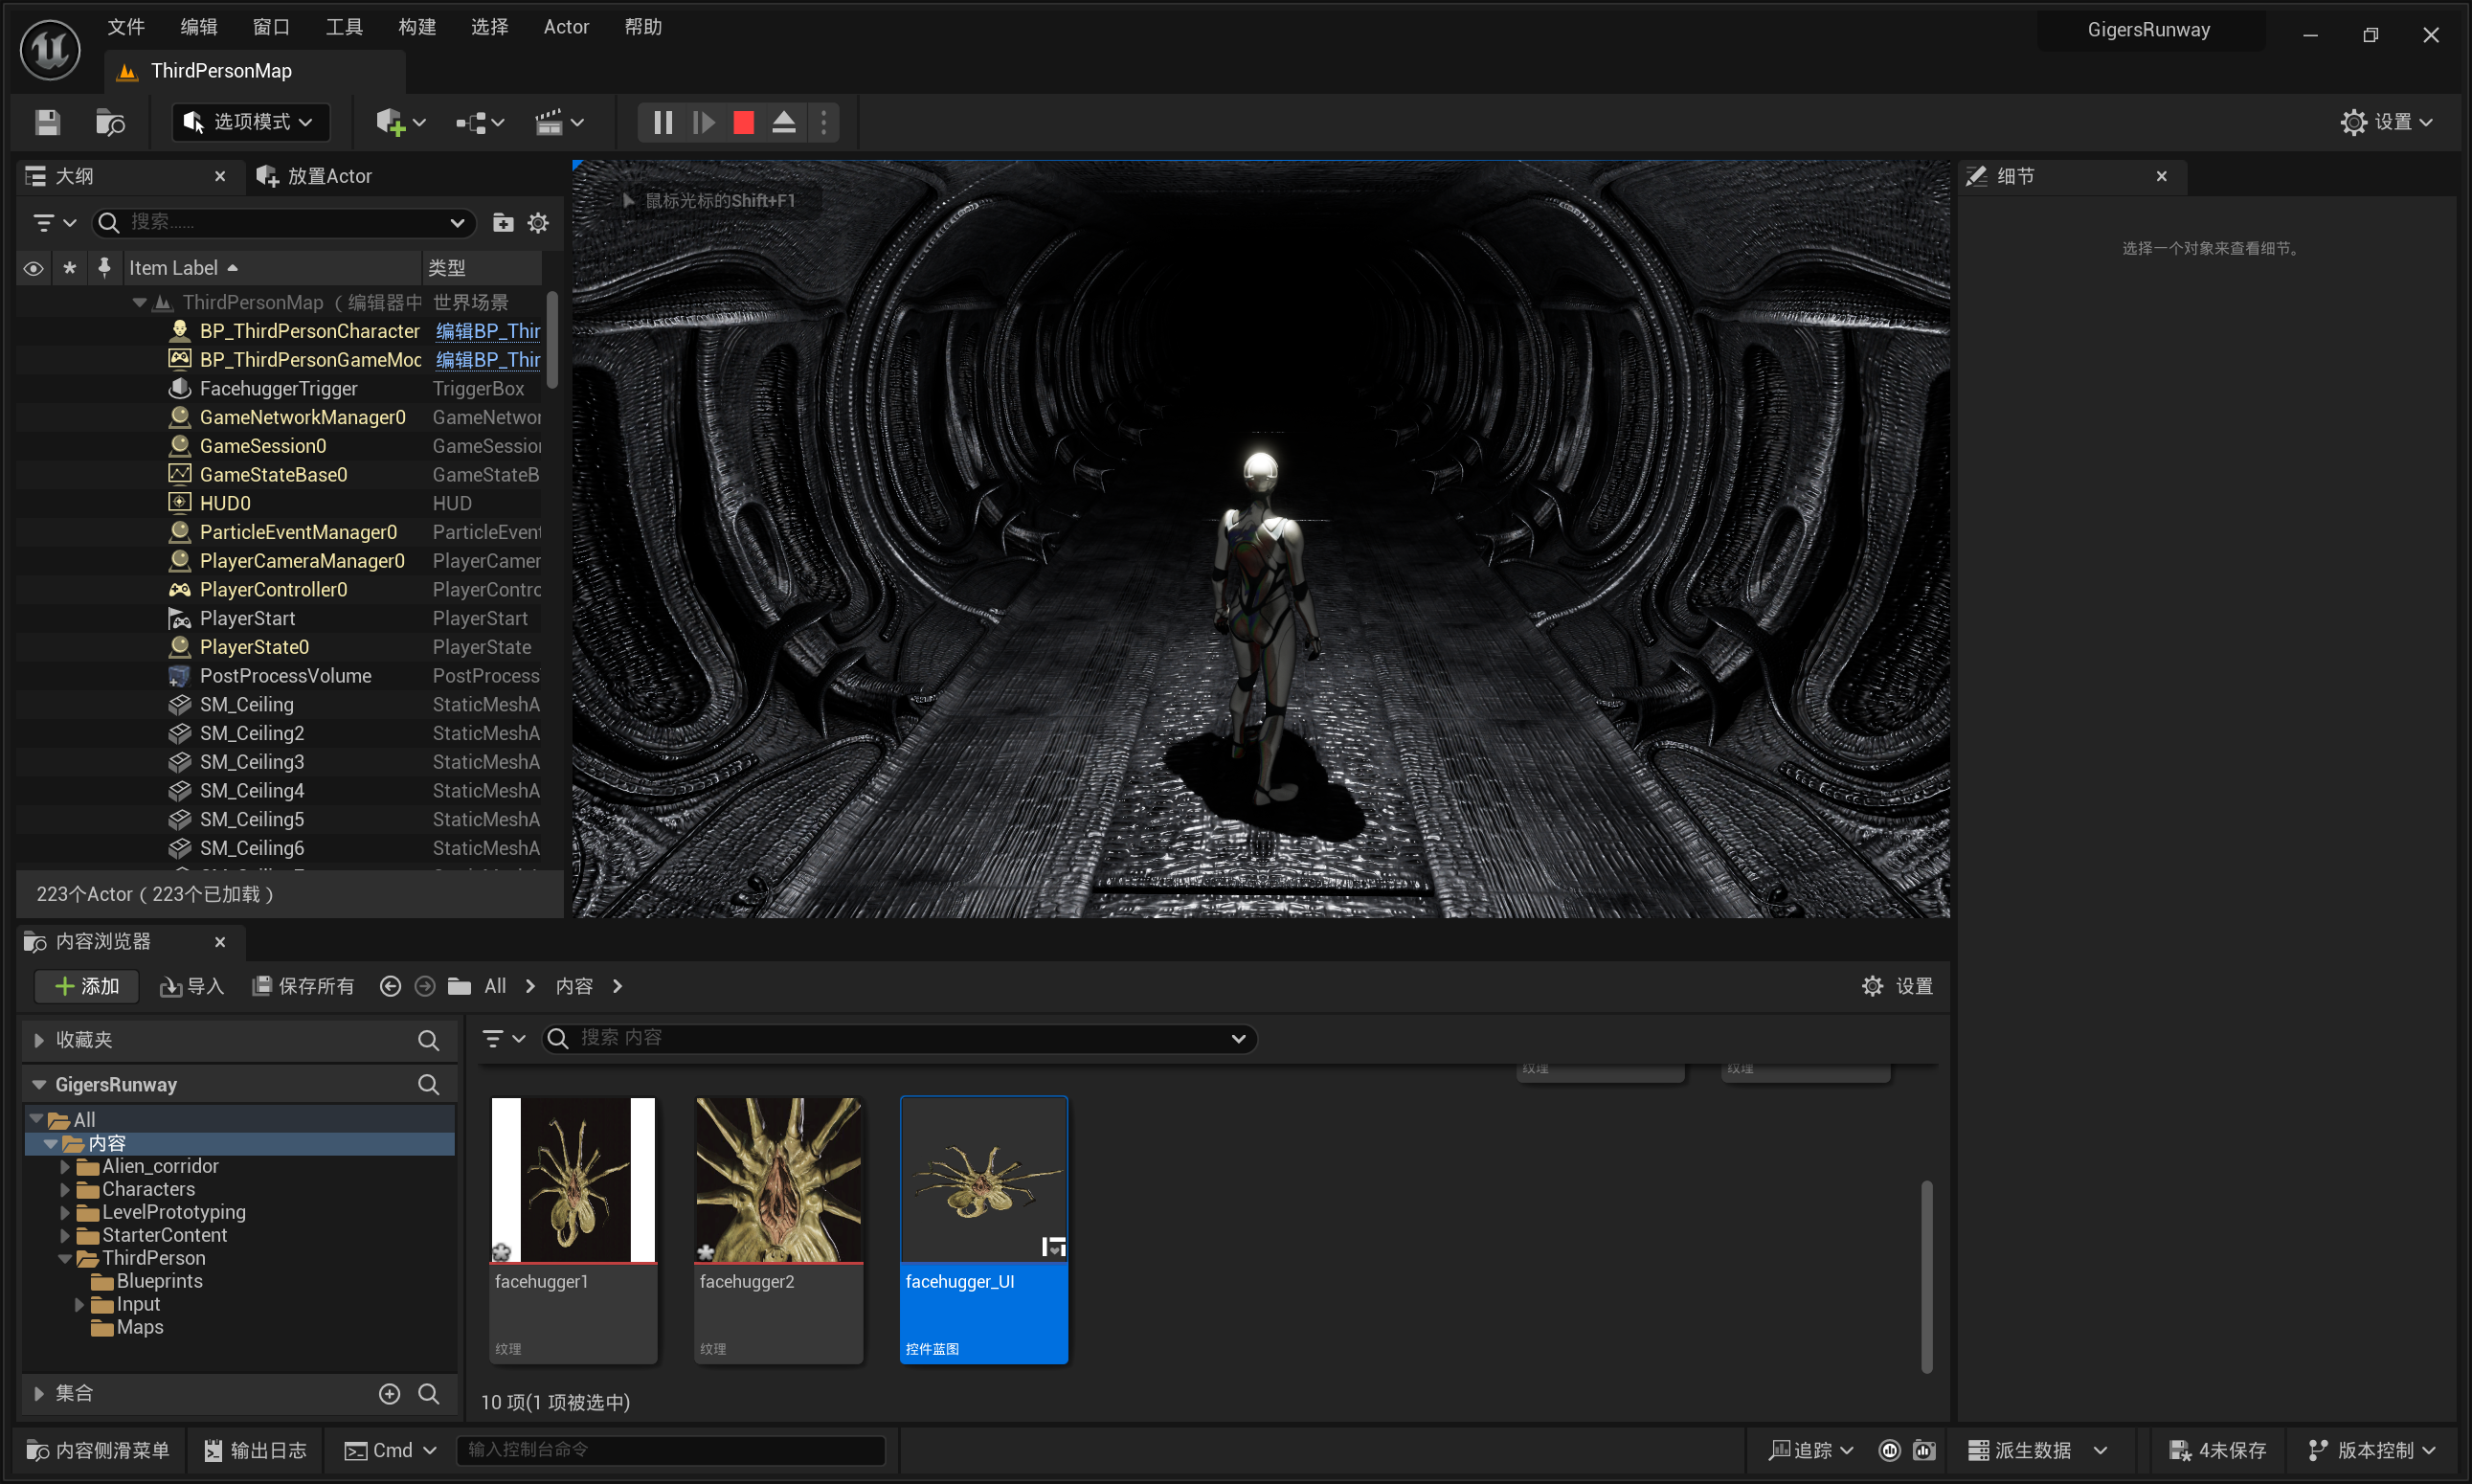 文件 编辑 窗口 工具 构建 选择 Actor 帮助
GigersRunway
ThirdPersonMap
选项模式
设置
大纲
放置Actor
搜索......
Item Label 类型
ThirdPersonMap（编辑器中 世界场景
BP_ThirdPersonCharacter 编辑BP_Thir
BP_ThirdPersonGameMod 编辑BP_Thir
FacehuggerTrigger TriggerBox
GameNetworkManager0 GameNetwor
GameSession0 GameSession
GameStateBase0 GameStateB
HUD0 HUD
ParticleEventManager0 ParticleEvent
PlayerCameraManager0 PlayerCamer
PlayerController0 PlayerContro
PlayerStart PlayerStart
PlayerState0 PlayerState
PostProcessVolume PostProcess
SM_Ceiling StaticMeshA
SM_Ceiling2 StaticMeshA
SM_Ceiling3 StaticMeshA
SM_Ceiling4 StaticMeshA
SM_Ceiling5 StaticMeshA
SM_Ceiling6 StaticMeshA
223个Actor（223个已加载）
鼠标光标的Shift+F1
细节
选择一个对象来查看细节。
内容浏览器
添加 导入 保存所有 All 内容
设置
收藏夹
GigersRunway
All
内容
Alien_corridor
Characters
LevelPrototyping
StarterContent
ThirdPerson
Blueprints
Input
Maps
集合
搜索 内容
纹理 纹理
facehugger1
纹理
facehugger2
纹理
facehugger_UI
控件蓝图
10 项(1 项被选中)
内容侧滑菜单 输出日志 Cmd 输入控制台命令
追踪 派生数据 4未保存 版本控制